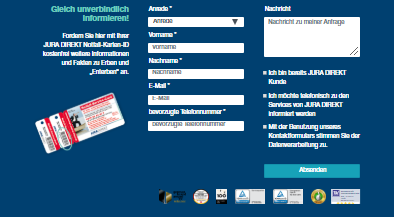 Gleich unverbindlich
informieren!
Fordern Sie hier mit Ihrer
JURA DIREKT Notfall-Karten-ID
kostenfrei weitere Informationen
und Fakten zu Erben und
„Enterben" an.
Anrede *
Anrede
Vorname *
Vorname
Nachname *
Nachname
E-Mail *
E-Mail
bevorzugte Telefonnummer *
bevorzugte Telefonnummer
Nachricht
Nachricht zu meiner Anfrage
Ich bin bereits JURA DIREKT
Kunde
Ich möchte telefonisch zu den
Services von JURA DIREKT
informiert werden
Mit der Benutzung unseres
Kontaktformulars stimmen Sie der
Datenverarbeitung zu.
Absenden